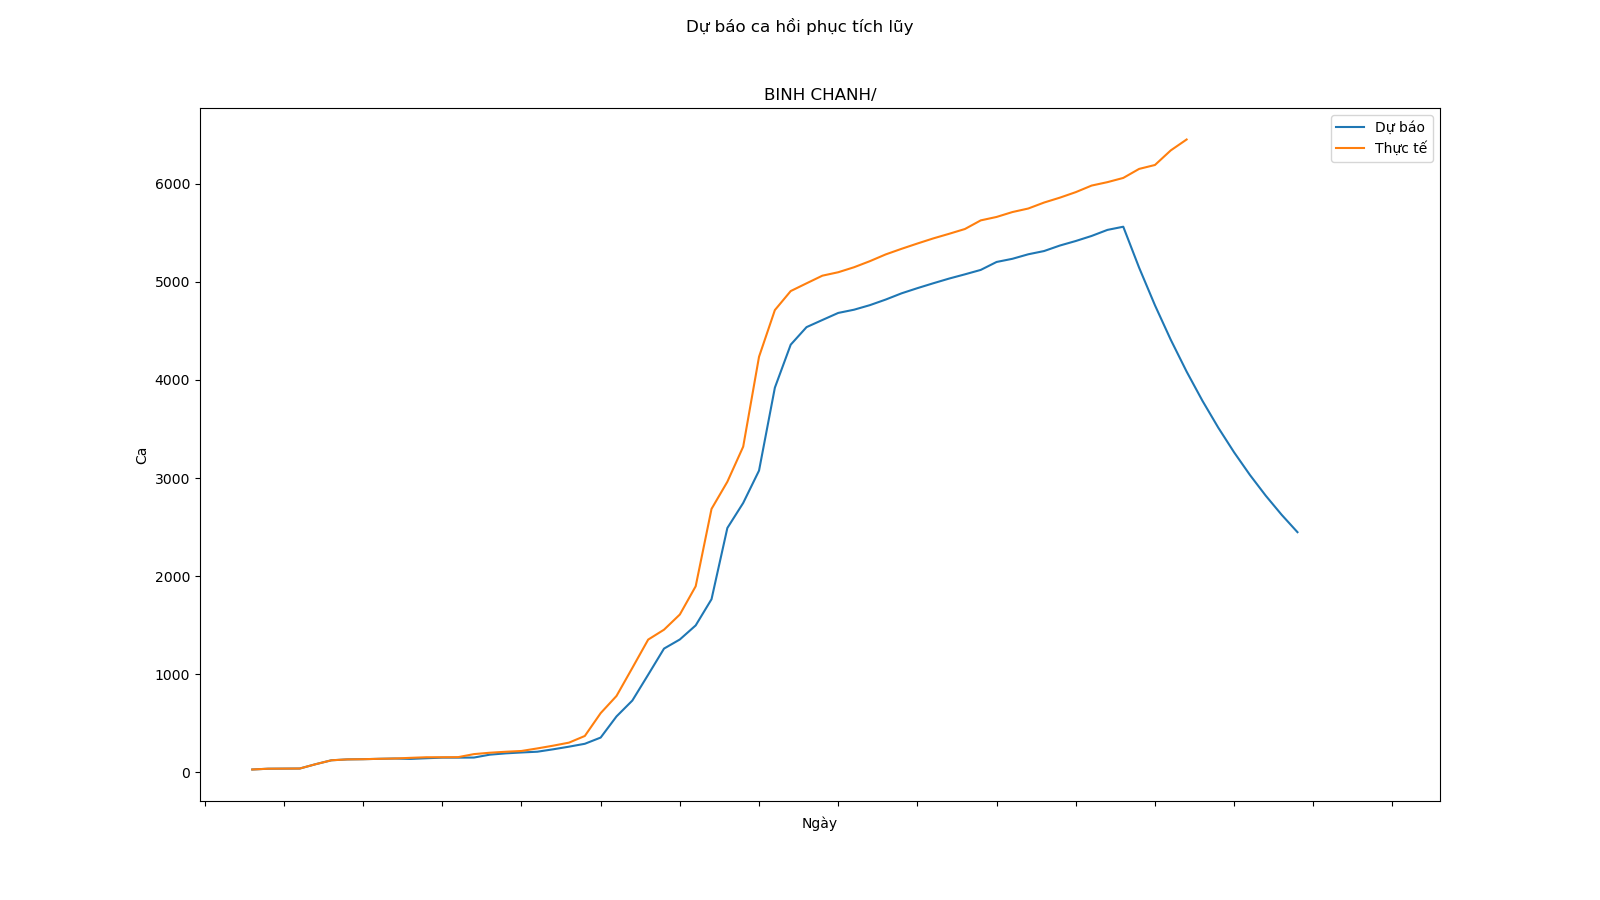 Dự báo ca hồi phục tích lũy
BINH CHANH/
Dự báo
Thực tế
6000
5000
4000
3000
2000
1000
0
Ca
Ngày